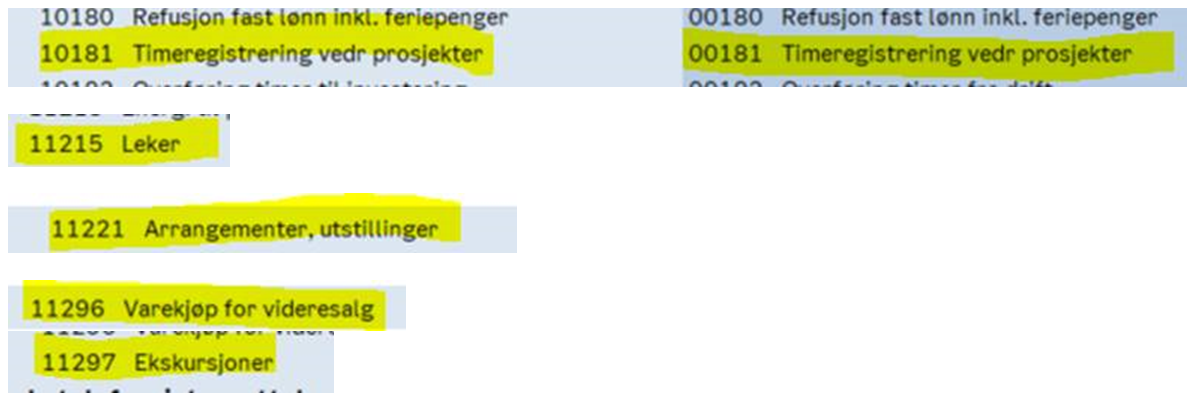 10180 Refusjon fast lønn inkl. feriepenger 00180 Refusjon fast lønn inkl. feriepenger
10181 Timeregistrering vedr prosjekter 00181 Timeregistrering vedr prosjekter
11215 Leker
11221 Arrangementer, utstillinger
11296 Varekjøp for videresalg
11297 Ekskursjoner